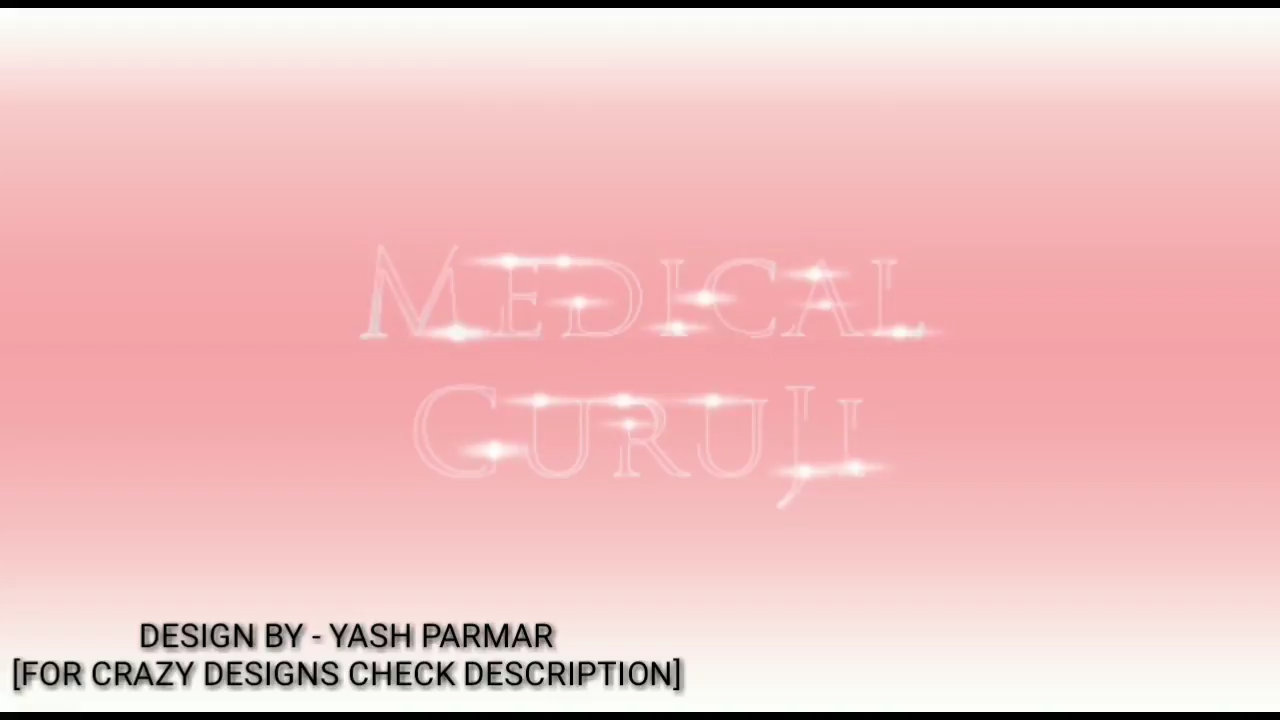 MEDICAL
GURUJI
DESIGN BY - YASH PARMAR
[FOR CRAZY DESIGNS CHECK DESCRIPTION]